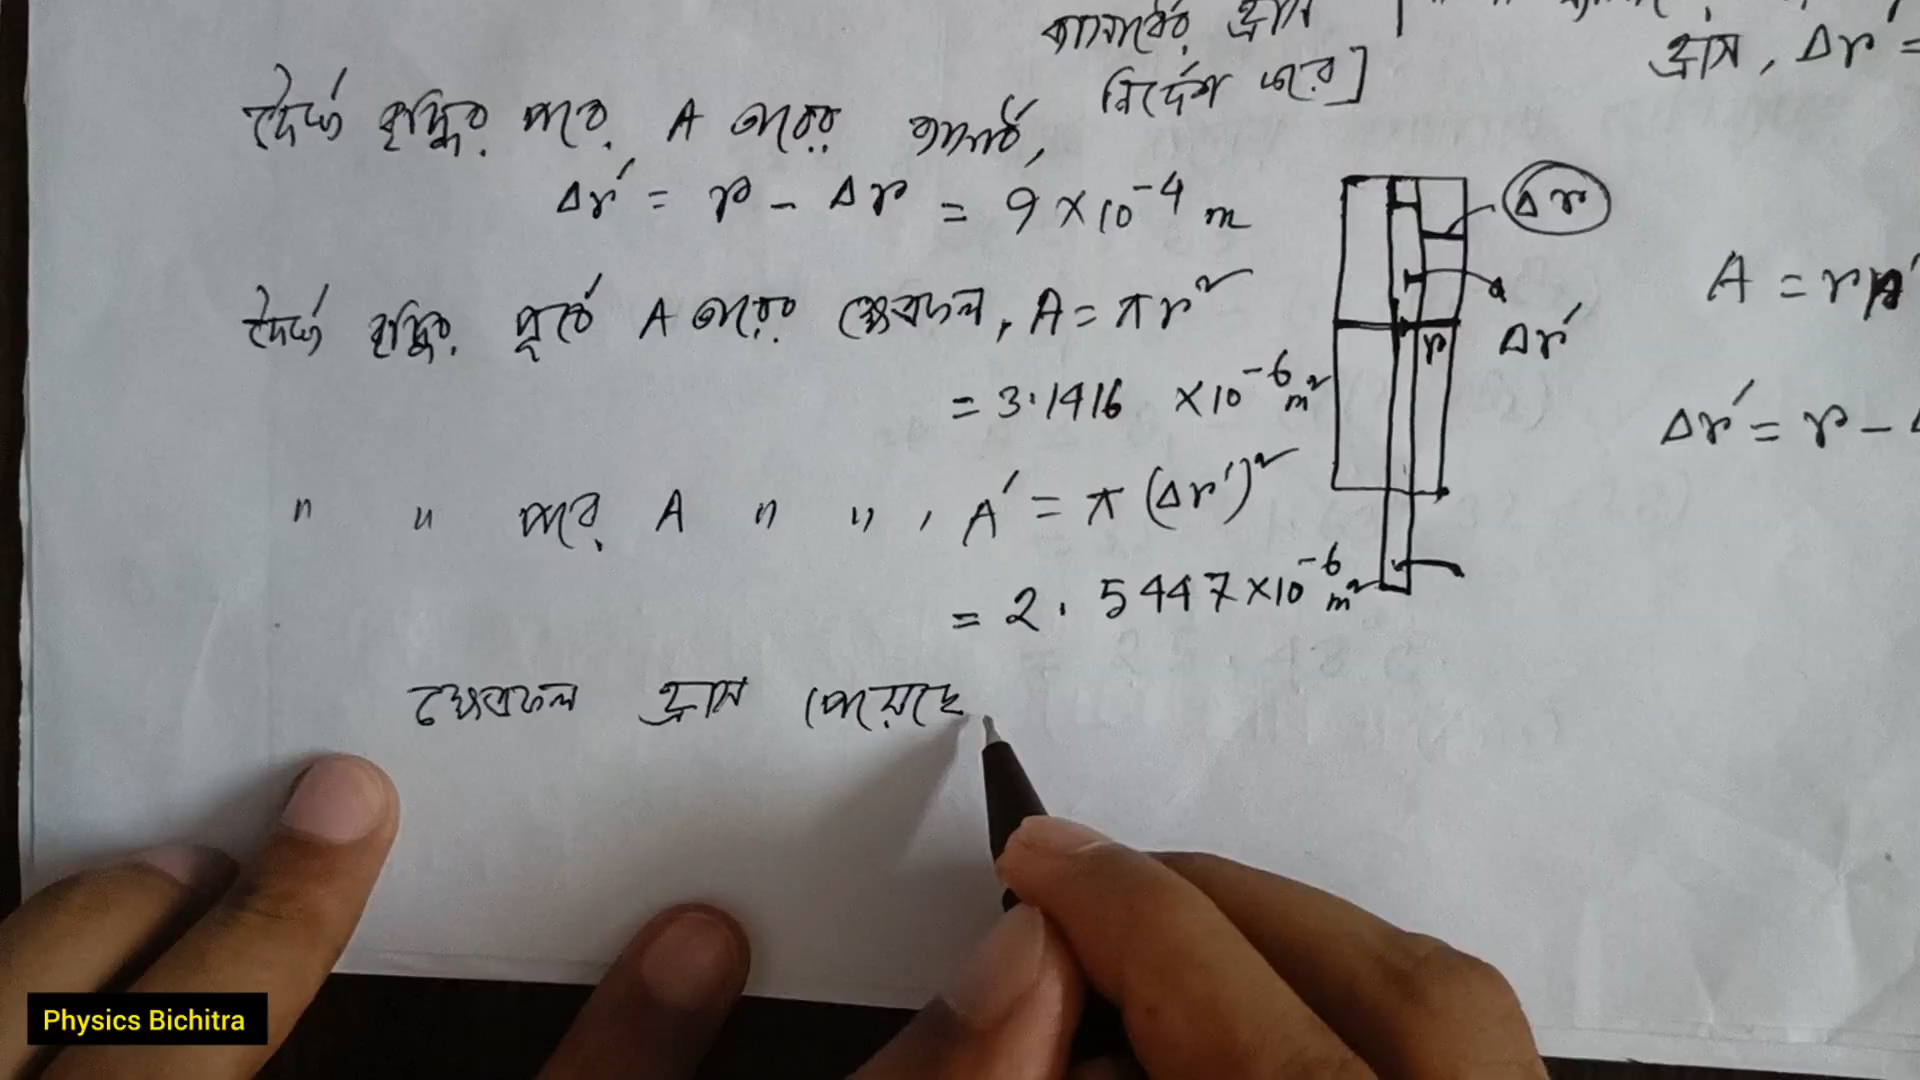 ব্যাসার্ধের হ্রাস
নির্দেশ করে]
হ্রাস, Δr =
দৈর্ঘ্য বৃদ্ধির পরে A তারের ব্যাসার্ধ,
Δr′ = r - Δr = 9 × 10⁻⁴ m
Δr
দৈর্ঘ্য বৃদ্ধির পূর্বে A তারের ক্ষেত্রফল, A = πr²
= 3.1416 × 10⁻⁶ m²
r
Δr′
A =
Δr′ = r -
" " পরে A " ", A′ = π (Δr′)²
= 2.5447 × 10⁻⁶ m²
ক্ষেত্রফল হ্রাস পেয়েছে
Physics Bichitra